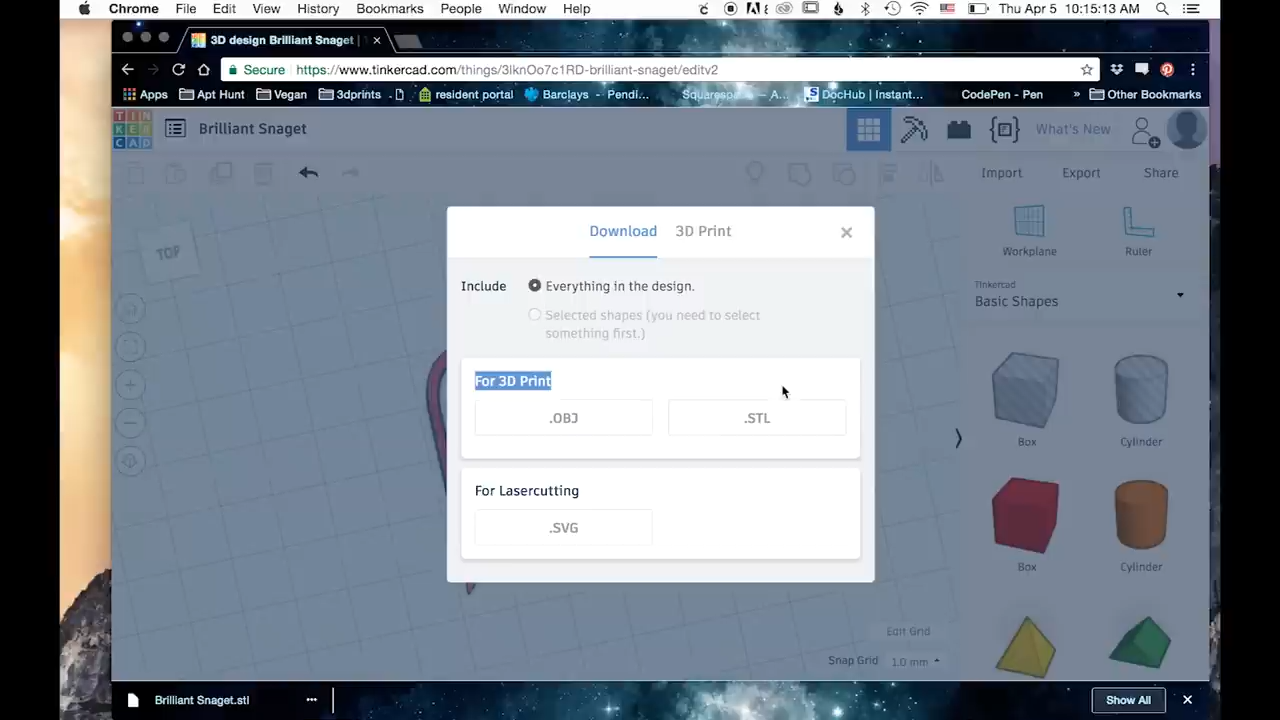 Chrome File Edit View History Bookmarks People Window Help Thu Apr 5 10:15:13 AM
3D design Brilliant Snaget |
Secure https://www.tinkercad.com/things/3lknOo7c1RD-brilliant-snaget/editv2
Apps Apt Hunt Vegan 3dprints resident portal Barclays - Pendi... DocHub | Instant... CodePen - Pen » Other Bookmarks
TIN
KER
CAD
Brilliant Snaget What's New
Import Export Share
TOP
Download 3D Print
Workplane Ruler
Include Everything in the design.
Selected shapes (you need to select
something first.)
Tinkercad
Basic Shapes
For 3D Print
.OBJ .STL
Box Cylinder
For Lasercutting
.SVG
Box Cylinder
Edit Grid
Snap Grid 1.0 mm
Brilliant Snaget.stl Show All